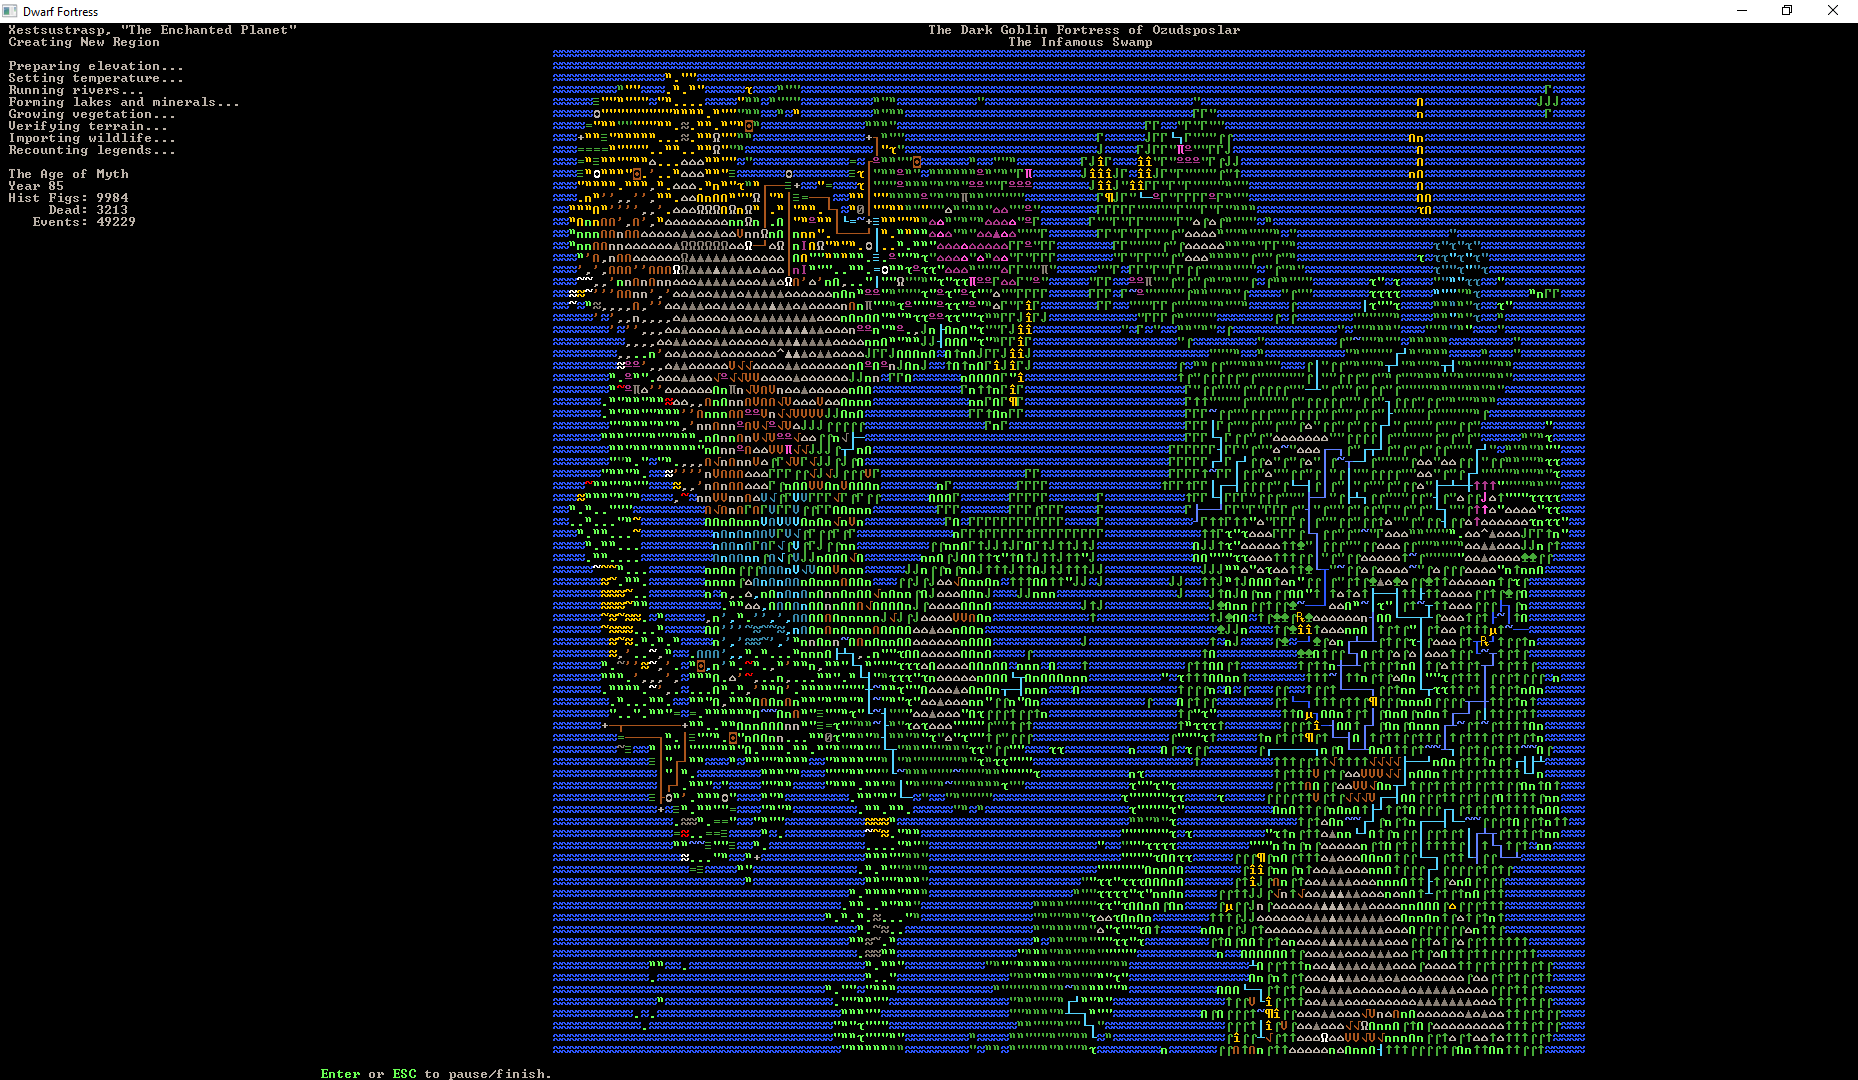 Dwarf Fortress
Xestsustrasp, "The Enchanted Planet"
Creating New Region
The Dark Goblin Fortress of Ozudsposlar
The Infamous Swamp
Preparing elevation...
Setting temperature...
Running rivers...
Forming lakes and minerals...
Growing vegetation...
Verifying terrain...
Importing wildlife...
Recounting legends...
The Age of Myth
Year 85
Hist Figs: 9984
Dead: 3213
Events: 49229
Enter or ESC to pause/finish.